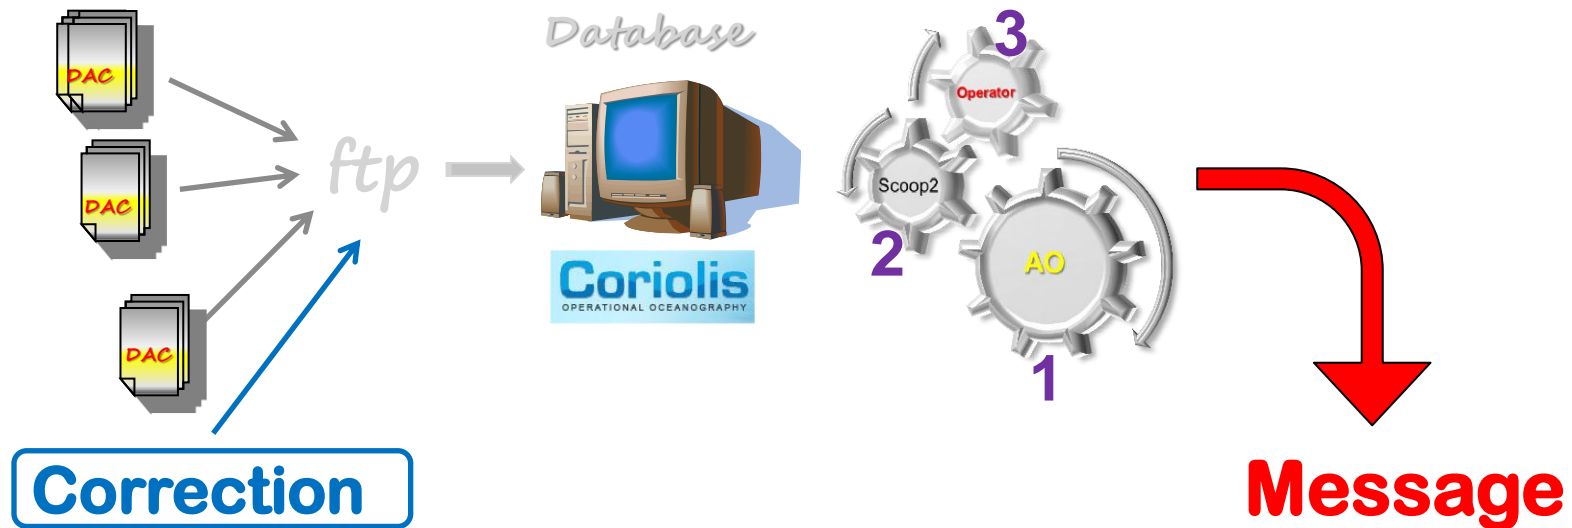 DAC
DAC
DAC
ftp
Database
Coriolis
OPERATIONAL OCEANOGRAPHY
3
Operator
Scoop2
2
AO
1
Correction
Message